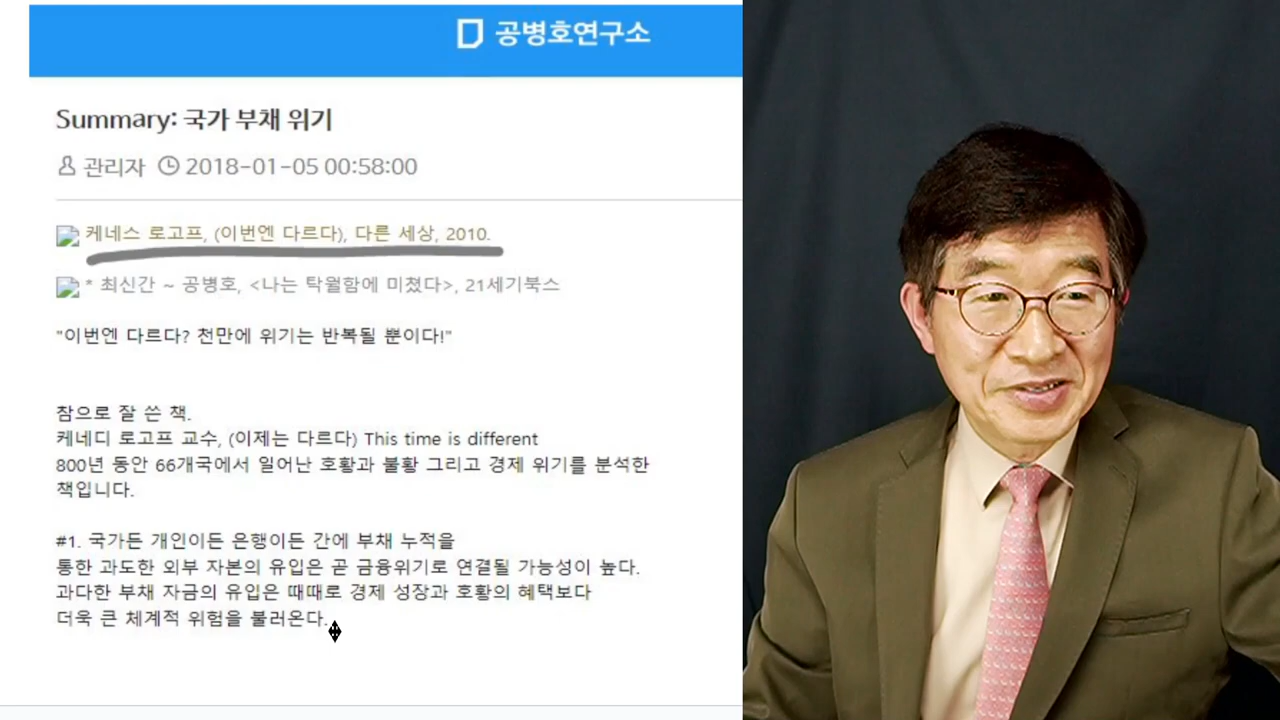 공병호연구소
Summary: 국가 부채 위기
관리자 2018-01-05 00:58:00
케네스 로고프, (이번엔 다르다), 다른 세상, 2010.
* 최신간 ~ 공병호, <나는 탁월함에 미쳤다>, 21세기북스
"이번엔 다르다? 천만에 위기는 반복될 뿐이다!"
참으로 잘 쓴 책.
케네디 로고프 교수, (이제는 다르다) This time is different
800년 동안 66개국에서 일어난 호황과 불황 그리고 경제 위기를 분석한
책입니다.
#1. 국가든 개인이든 은행이든 간에 부채 누적을
통한 과도한 외부 자본의 유입은 곧 금융위기로 연결될 가능성이 높다.
과다한 부채 자금의 유입은 때때로 경제 성장과 호황의 혜택보다
더욱 큰 체계적 위험을 불러온다.